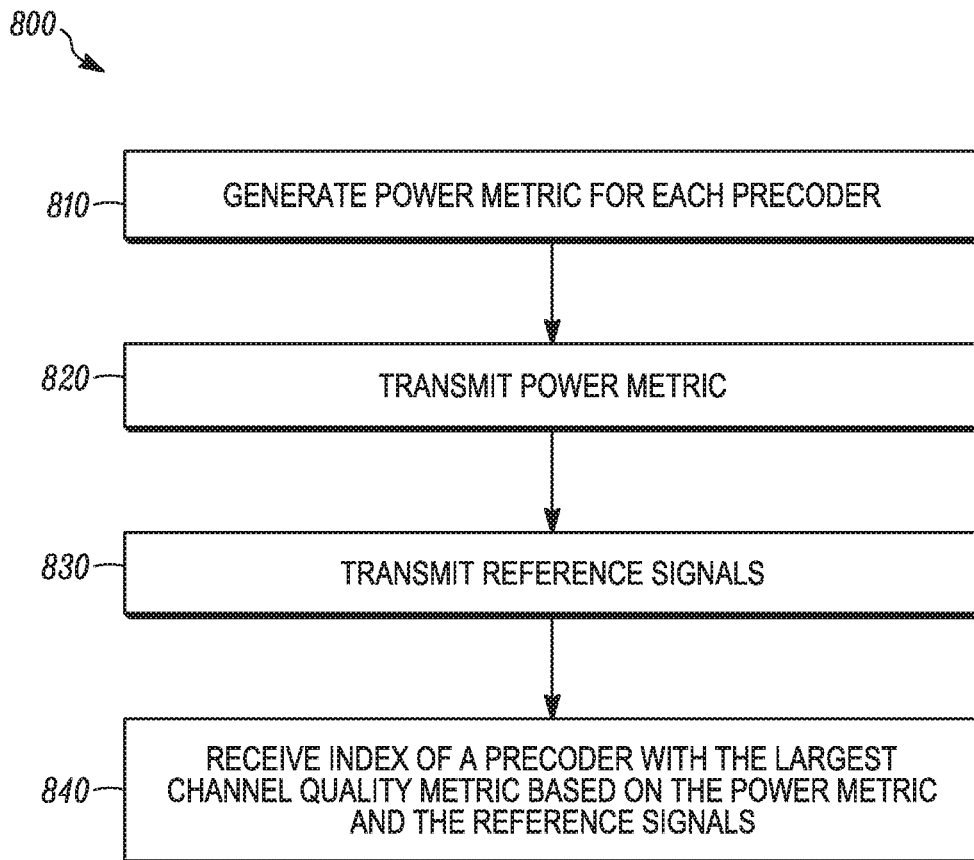 800
810
GENERATE POWER METRIC FOR EACH PRECODER
820
TRANSMIT POWER METRIC
830
TRANSMIT REFERENCE SIGNALS
840
RECEIVE INDEX OF A PRECODER WITH THE LARGEST
CHANNEL QUALITY METRIC BASED ON THE POWER METRIC
AND THE REFERENCE SIGNALS